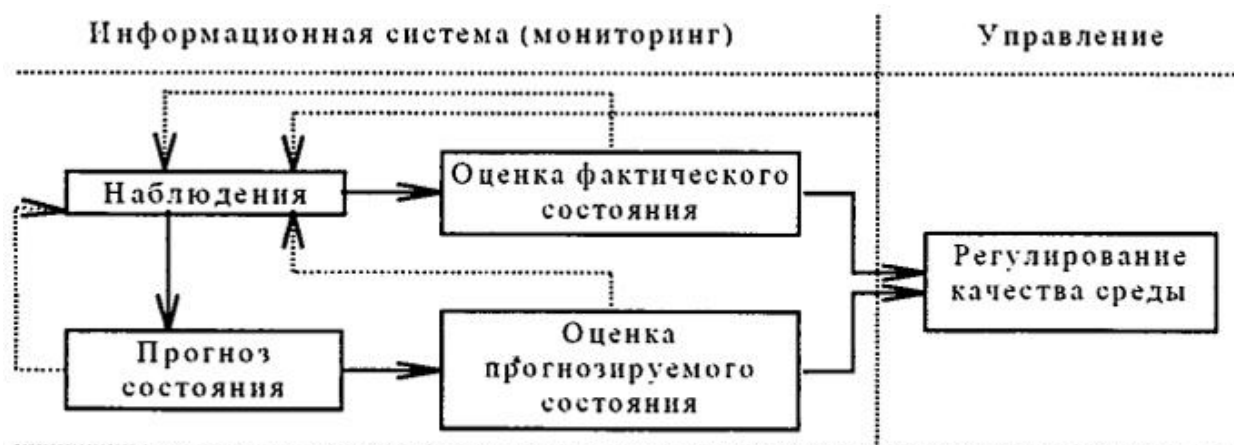 Информационная система (мониторинг)
Управление
Наблюдения
Оценка фактического
состояния
Регулирование
качества среды
Прогноз
состояния
Оценка
прогнозируемого
состояния